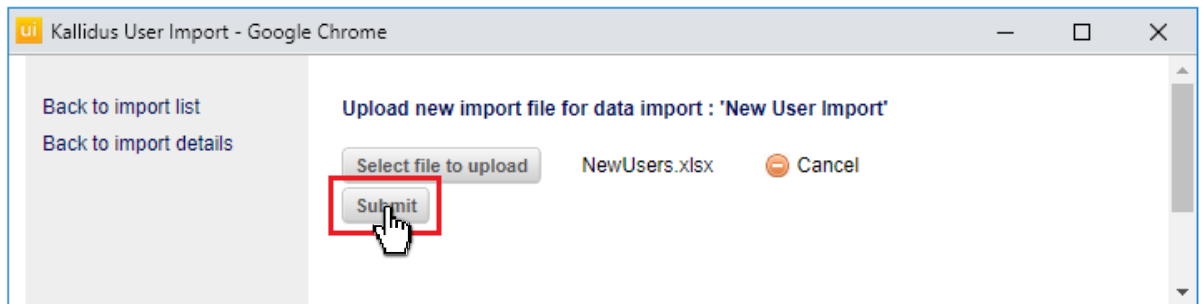 ui Kallidus User Import - Google Chrome
Back to import list
Back to import details
Upload new import file for data import : 'New User Import'
Select file to upload NewUsers.xlsx Cancel
Submit